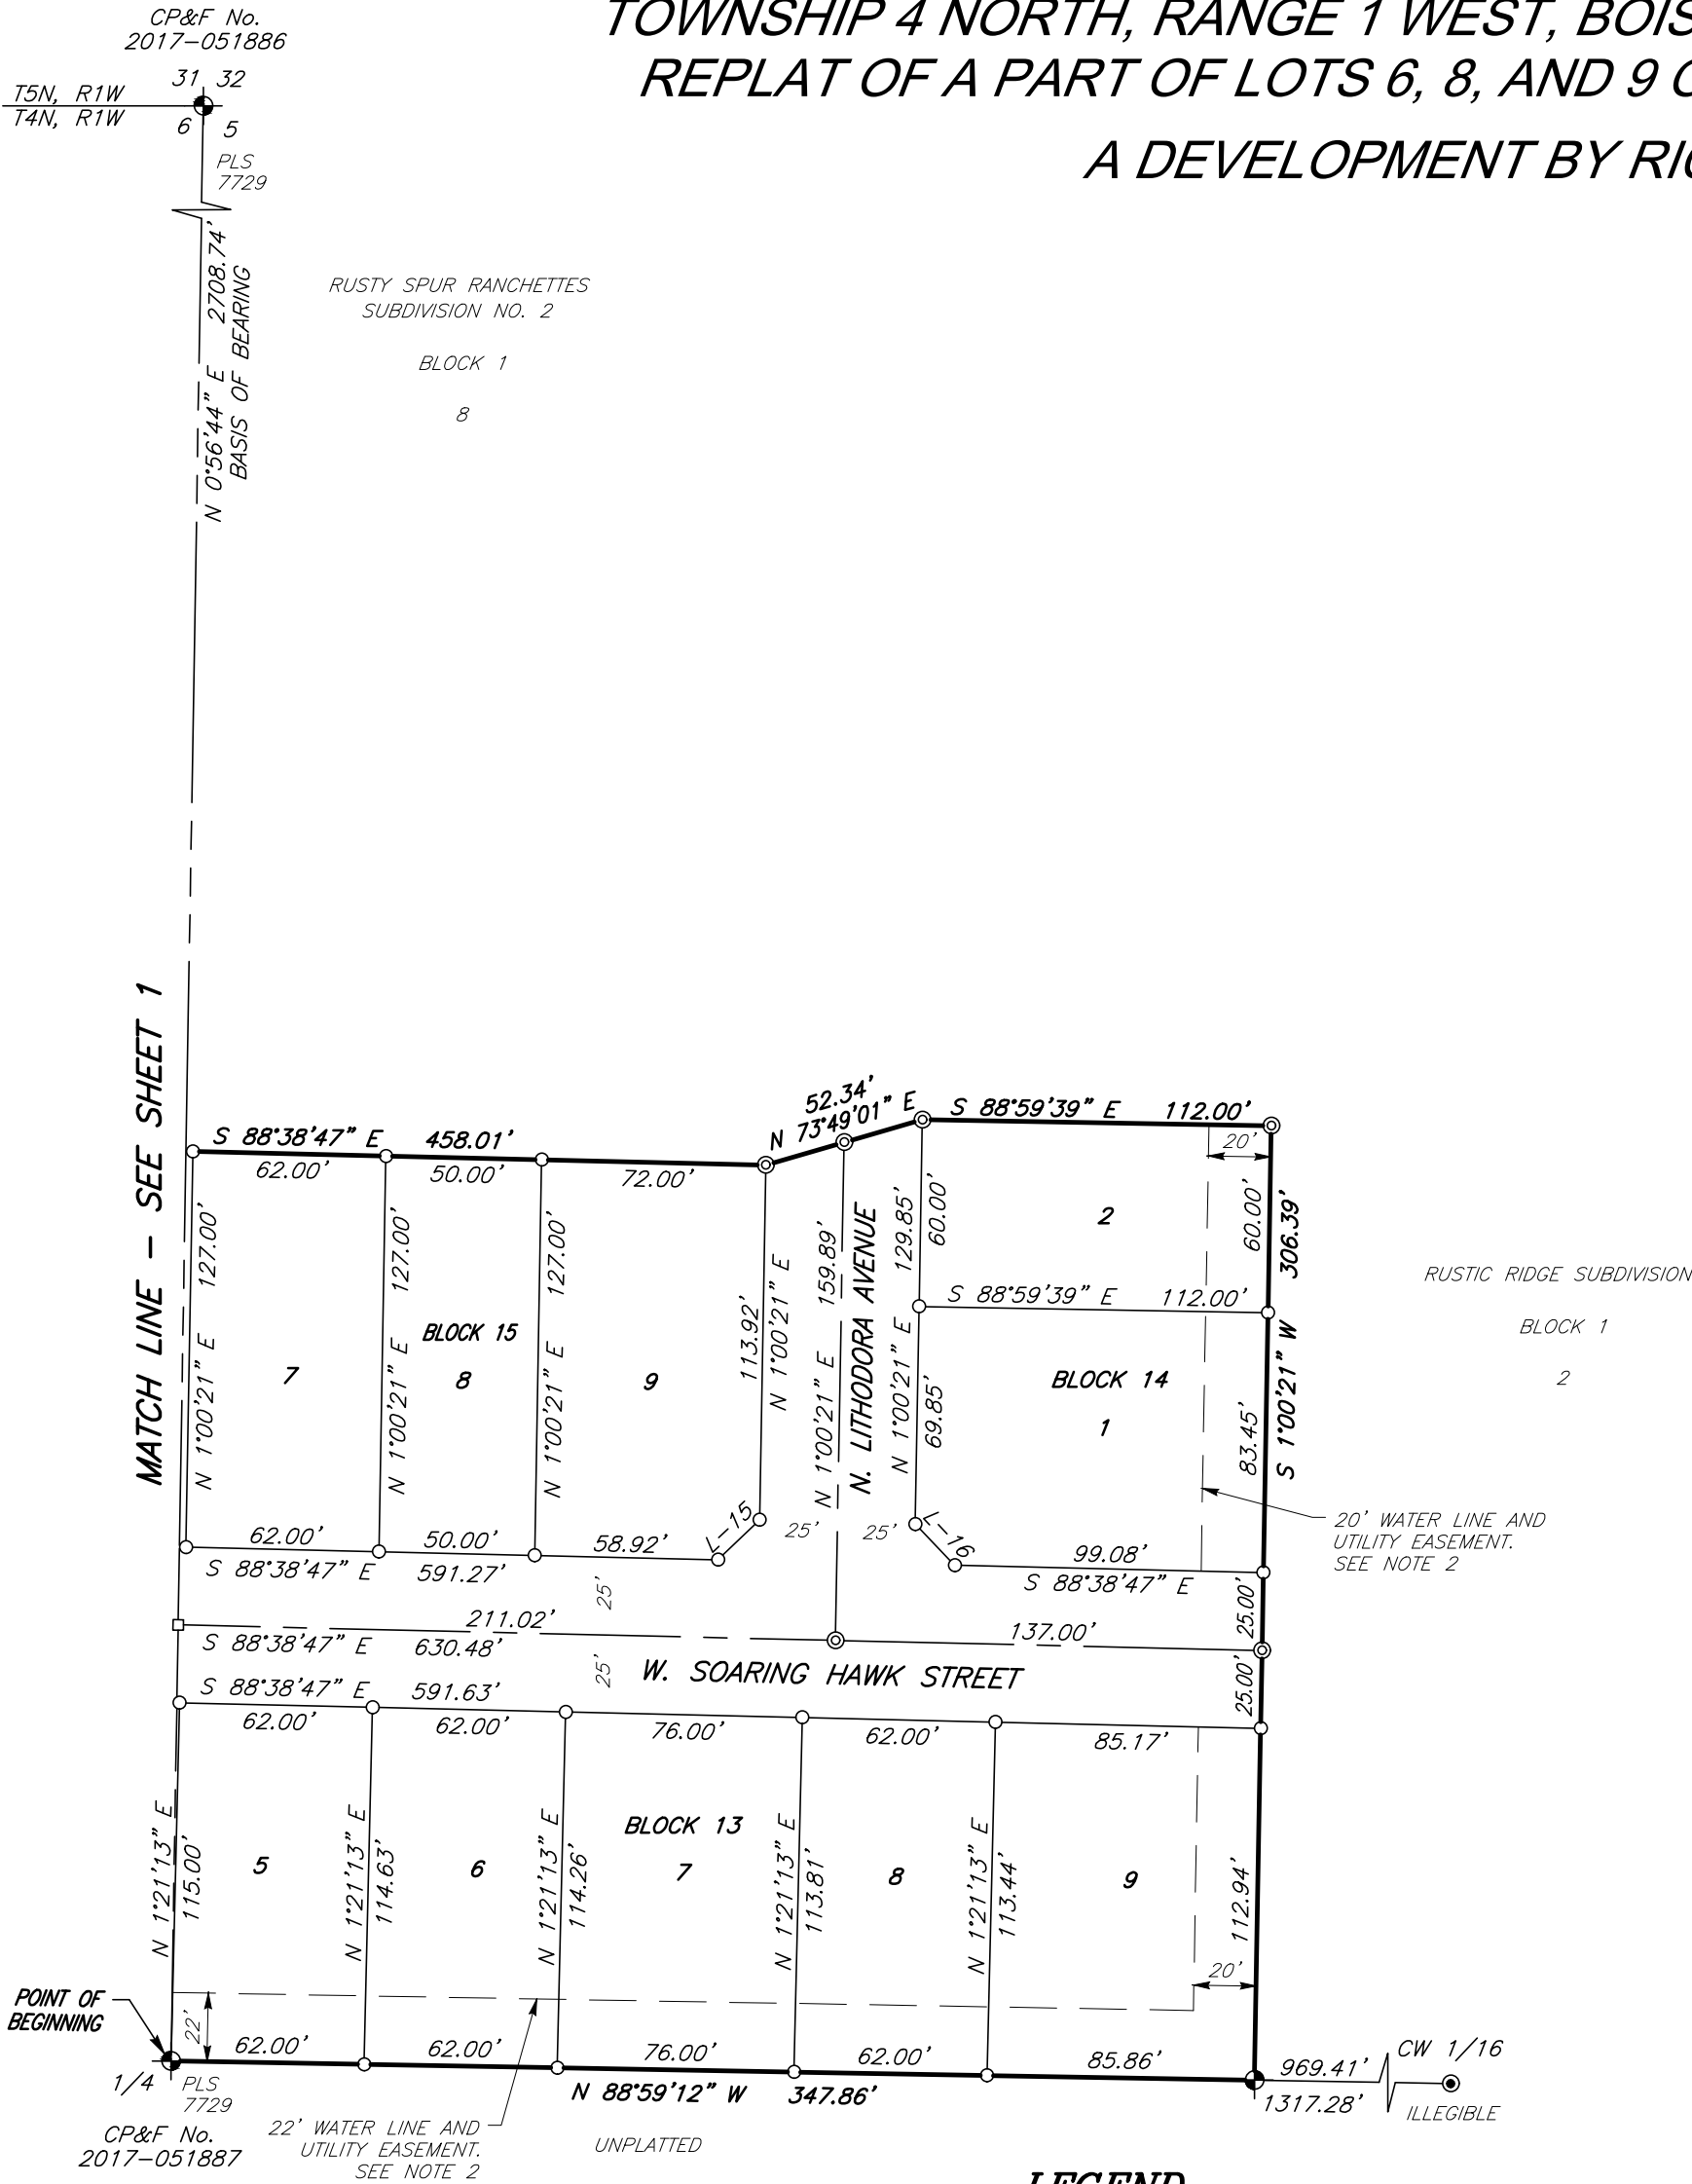 CP&F No.
2017-051886
TOWNSHIP 4 NORTH, RANGE 1 WEST, BOIS
REPLAT OF A PART OF LOTS 6, 8, AND 9 O
A DEVELOPMENT BY RIC
31 32
T5N, R1W
T4N, R1W
6 5
PLS
7729
N 0°56'44" E 2708.74'
BASIS OF BEARING
RUSTY SPUR RANCHETTES
SUBDIVISION NO. 2
BLOCK 1
8
MATCH LINE - SEE SHEET 1
52.34'
N 73°49'01" E
S 88°59'39" E 112.00'
20'
S 88°38'47" E 458.01'
62.00'
50.00'
72.00'
N 1°00'21" E 127.00'
N 1°00'21" E 127.00'
N 1°00'21" E 127.00'
BLOCK 15
7
8
9
113.92'
N 1°00'21" E
N 1°00'21" E 159.89'
N. LITHODORA AVENUE
N 1°00'21" E 129.85'
60.00'
69.85'
2
60.00'
306.39'
S 1°00'21" W
S 88°59'39" E 112.00'
BLOCK 14
1
83.45'
RUSTIC RIDGE SUBDIVISION
BLOCK 1
2
20' WATER LINE AND
UTILITY EASEMENT.
SEE NOTE 2
L-15
25'
25'
L-16
62.00'
50.00'
58.92'
99.08'
S 88°38'47" E 591.27'
S 88°38'47" E
25'
25.00'
211.02'
137.00'
S 88°38'47" E 630.48'
25'
W. SOARING HAWK STREET
25.00'
S 88°38'47" E 591.63'
62.00'
62.00'
76.00'
62.00'
85.17'
N 1°21'13" E
115.00'
N 1°21'13" E
114.63'
N 1°21'13" E
114.26'
N 1°21'13" E
113.81'
N 1°21'13" E
113.44'
112.94'
BLOCK 13
5
6
7
8
9
20'
POINT OF
BEGINNING
22'
62.00'
62.00'
76.00'
62.00'
85.86'
N 88°59'12" W 347.86'
969.41'
1317.28'
CW 1/16
ILLEGIBLE
1/4
PLS
7729
CP&F No.
2017-051887
22' WATER LINE AND
UTILITY EASEMENT.
SEE NOTE 2
UNPLATTED
LEGEND